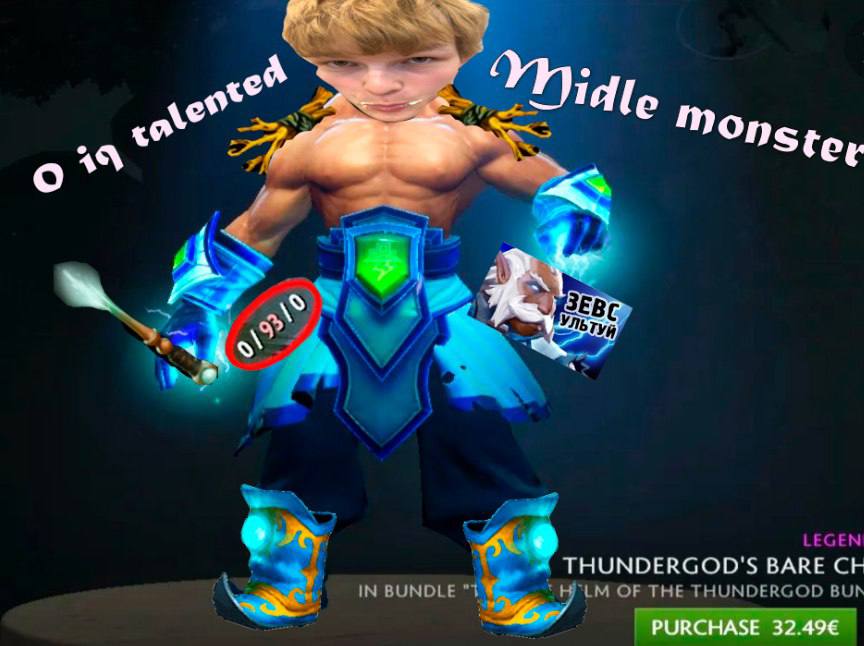 0 iq talented
Midle monster
0/93/0
ЗЕВС
УЛЬТУЙ
LEGEN
THUNDERGOD'S BARE CH
IN BUNDLE "T LM OF THE THUNDERGOD BUN
PURCHASE 32.49€